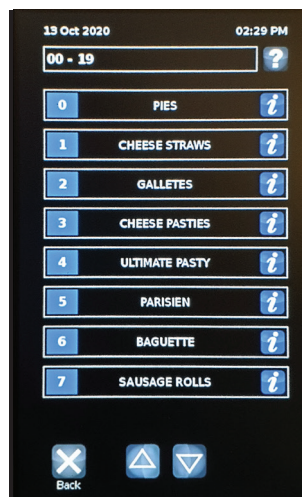 13 Oct 2020 02:29 PM
00 - 19 ?
0 PIES i
1 CHEESE STRAWS i
2 GALLETES i
3 CHEESE PASTIES i
4 ULTIMATE PASTY i
5 PARISIEN i
6 BAGUETTE i
7 SAUSAGE ROLLS i
Back